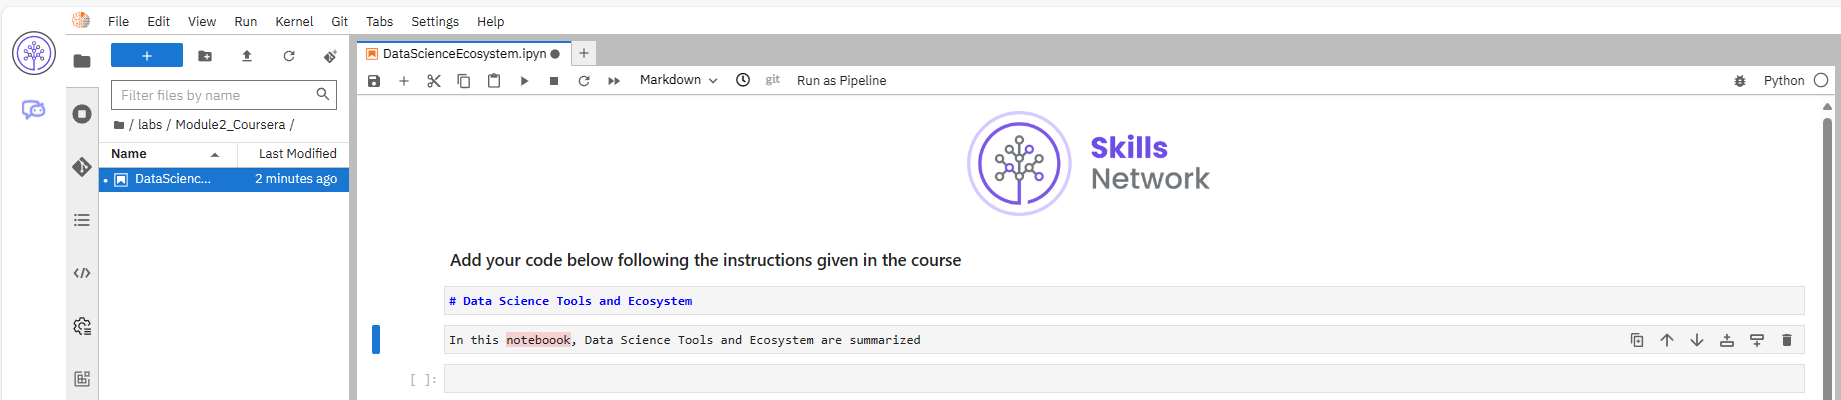 File Edit View Run Kernel Git Tabs Settings Help
DataScienceEcosystem.ipyn
Markdown git Run as Pipeline Python
Filter files by name
/ labs / Module2_Coursera /
Name Last Modified
DataScienc... 2 minutes ago
Skills
Network
Add your code below following the instructions given in the course
# Data Science Tools and Ecosystem
In this noteboook, Data Science Tools and Ecosystem are summarized
[ ]: